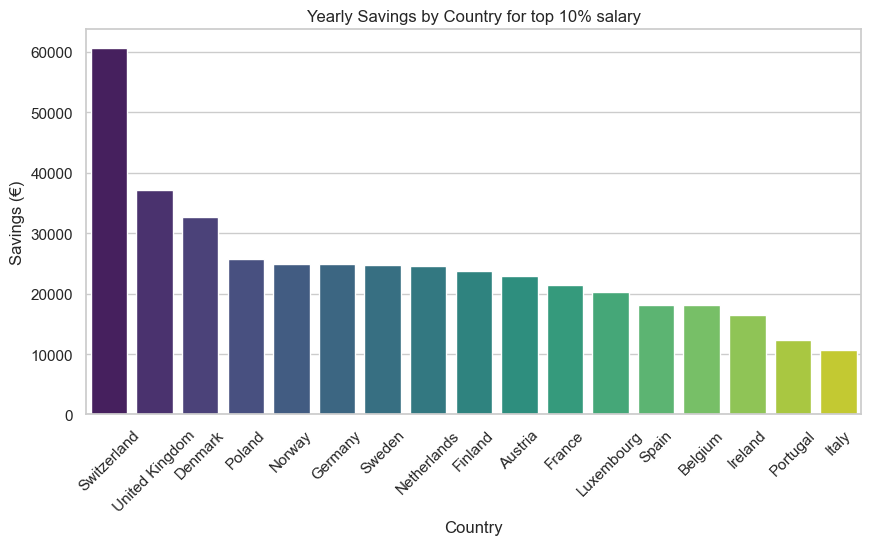 Yearly Savings by Country for top 10% salary
Savings (€)
60000
50000
40000
30000
20000
10000
0
Switzerland
United Kingdom
Denmark
Poland
Norway
Germany
Sweden
Netherlands
Finland
Austria
France
Luxembourg
Spain
Belgium
Ireland
Portugal
Italy
Country